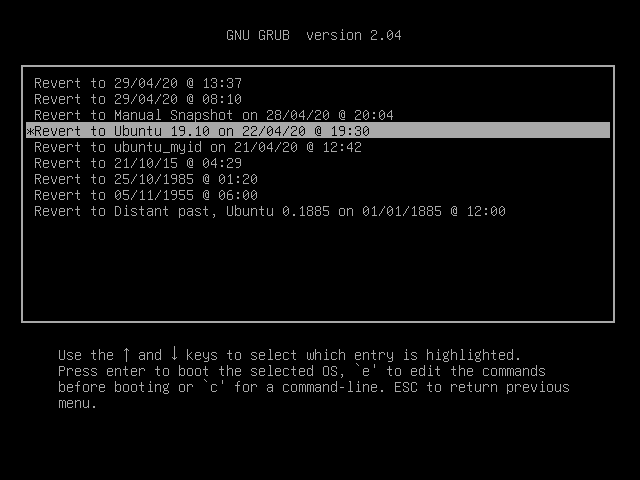 GNU GRUB  version 2.04
Revert to 29/04/20 @ 13:37
Revert to 29/04/20 @ 08:10
Revert to Manual Snapshot on 28/04/20 @ 20:04
*Revert to Ubuntu 19.10 on 22/04/20 @ 19:30
Revert to ubuntu_myid on 21/04/20 @ 12:42
Revert to 21/10/15 @ 04:29
Revert to 25/10/1985 @ 01:20
Revert to 05/11/1955 @ 06:00
Revert to Distant past, Ubuntu 0.1885 on 01/01/1885 @ 12:00
Use the ↑ and ↓ keys to select which entry is highlighted.
Press enter to boot the selected OS, `e' to edit the commands
before booting or `c' for a command-line. ESC to return previous
menu.